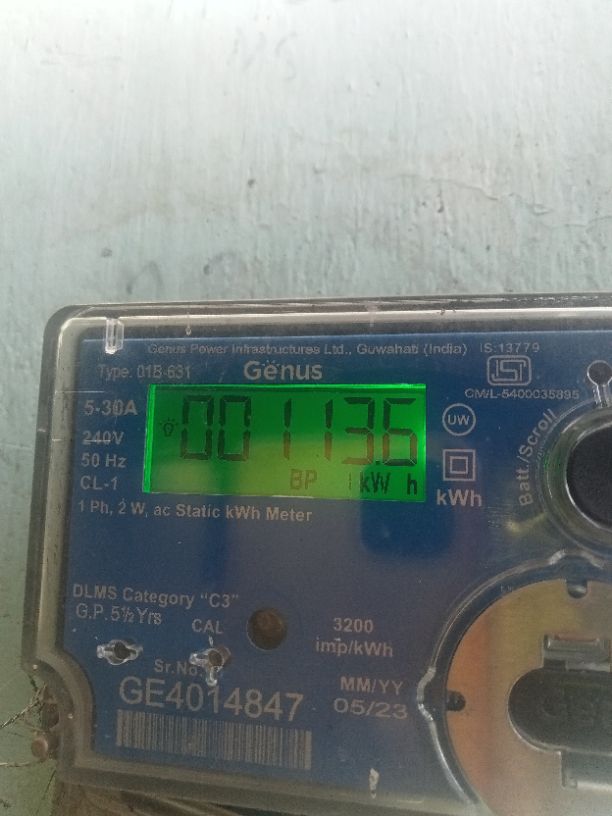 Genus Power Infrastructures Ltd., Guwahati (India) IS:13779
Type: 01B-631
Genus
CM/L-5400035895
5-30A
240V
50 Hz
CL-1
001136
BP 1 kW h
UW
kWh
Batt./Scroll
1 Ph, 2 W, ac Static kWh Meter
DLMS Category "C3"
G.P. 5½ Yrs
CAL
3200
imp/kWh
Sr.No.
GE4014847
MM/YY
05/23